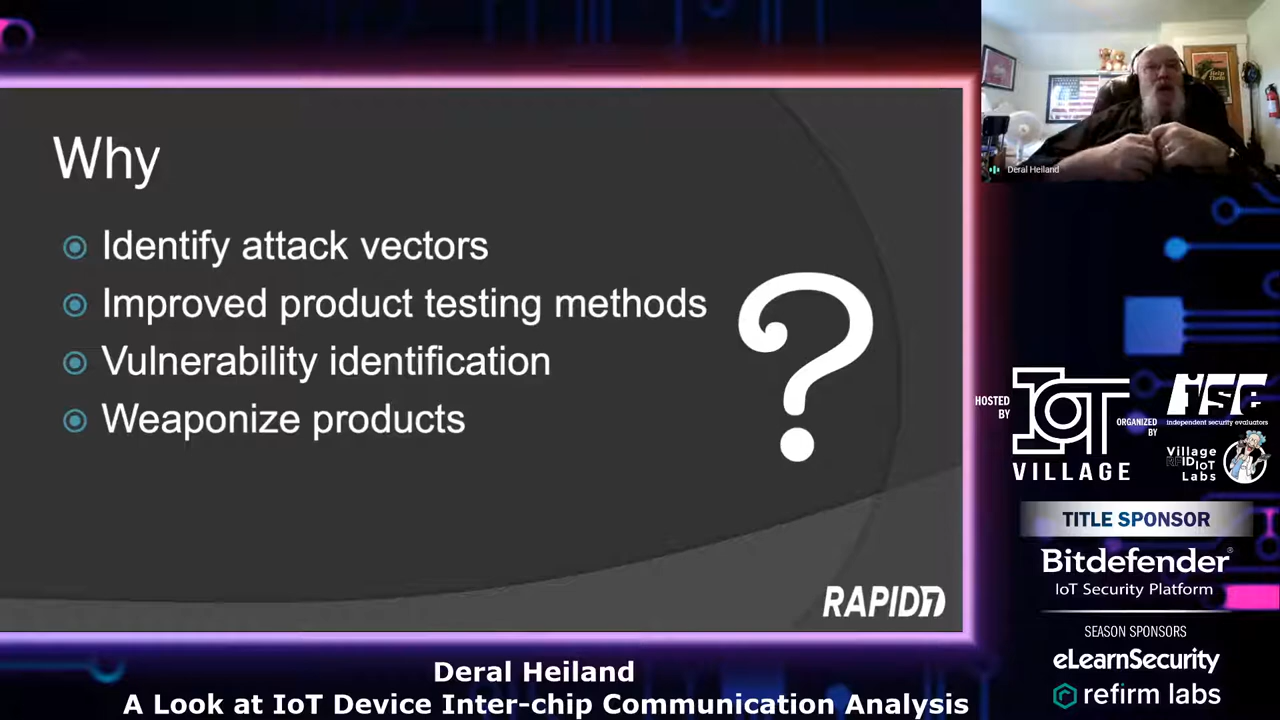 Why
Identify attack vectors
Improved product testing methods
Vulnerability identification
Weaponize products
?
RAPID7
Deral Heiland
HOSTED
BY
IOT
VILLAGE
ORGANIZED
BY
ISE
independent security evaluators
Village
RFID IoT
Labs
TITLE SPONSOR
Bitdefender®
IoT Security Platform
SEASON SPONSORS
eLearnSecurity
refirm labs
Deral Heiland
A Look at IoT Device Inter-chip Communication Analysis